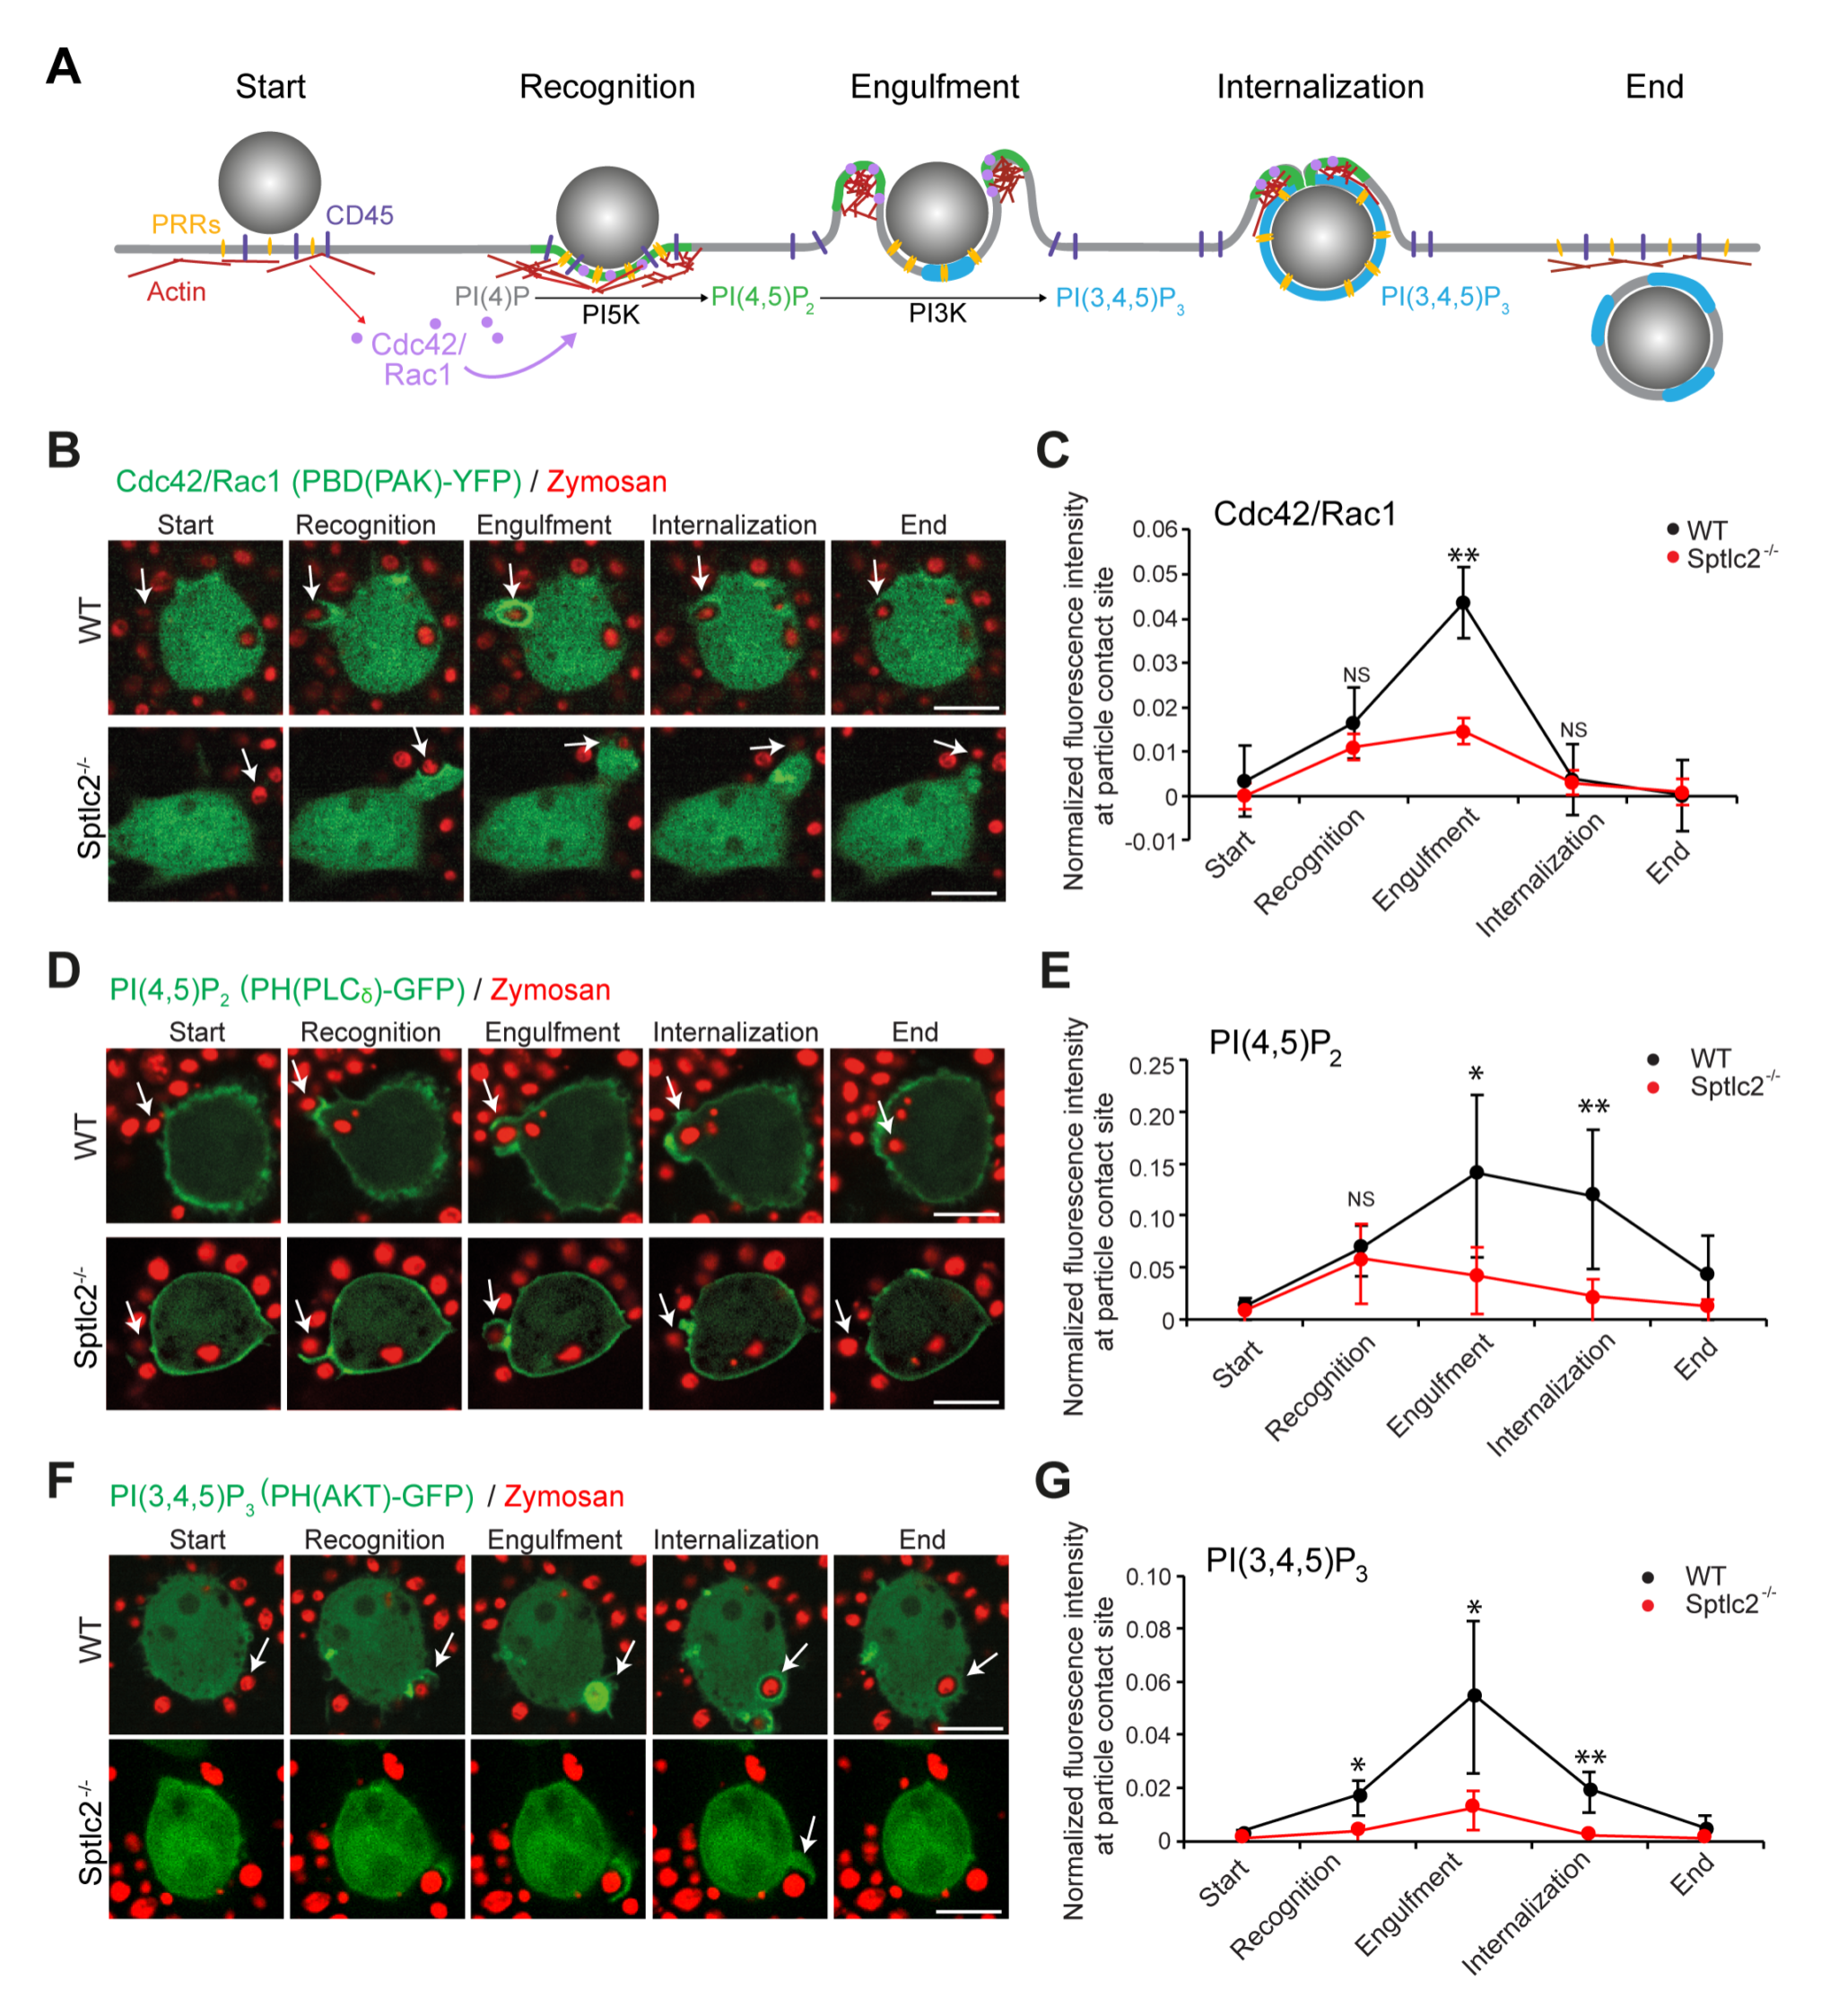 A
Start Recognition Engulfment Internalization End
PRRs CD45
Actin PI(4)P PI5K PI(4,5)P2 PI3K PI(3,4,5)P3 PI(3,4,5)P3
Cdc42/
Rac1
B
Cdc42/Rac1 (PBD(PAK)-YFP) / Zymosan
Start Recognition Engulfment Internalization End
WT
Sptlc2-/-
C
Cdc42/Rac1
WT
Sptlc2-/-
Normalized fluorescence intensity
at particle contact site
0.06
0.05
0.04
0.03
0.02
0.01
0
-0.01
NS ** NS
Start Recognition Engulfment Internalization End
D
PI(4,5)P2 (PH(PLCδ)-GFP) / Zymosan
Start Recognition Engulfment Internalization End
WT
Sptlc2-/-
E
PI(4,5)P2
WT
Sptlc2-/-
Normalized fluorescence intensity
at particle contact site
0.25
0.20
0.15
0.10
0.05
0
NS * **
Start Recognition Engulfment Internalization End
F
PI(3,4,5)P3 (PH(AKT)-GFP) / Zymosan
Start Recognition Engulfment Internalization End
WT
Sptlc2-/-
G
PI(3,4,5)P3
WT
Sptlc2-/-
Normalized fluorescence intensity
at particle contact site
0.10
0.08
0.06
0.04
0.02
0
* * **
Start Recognition Engulfment Internalization End